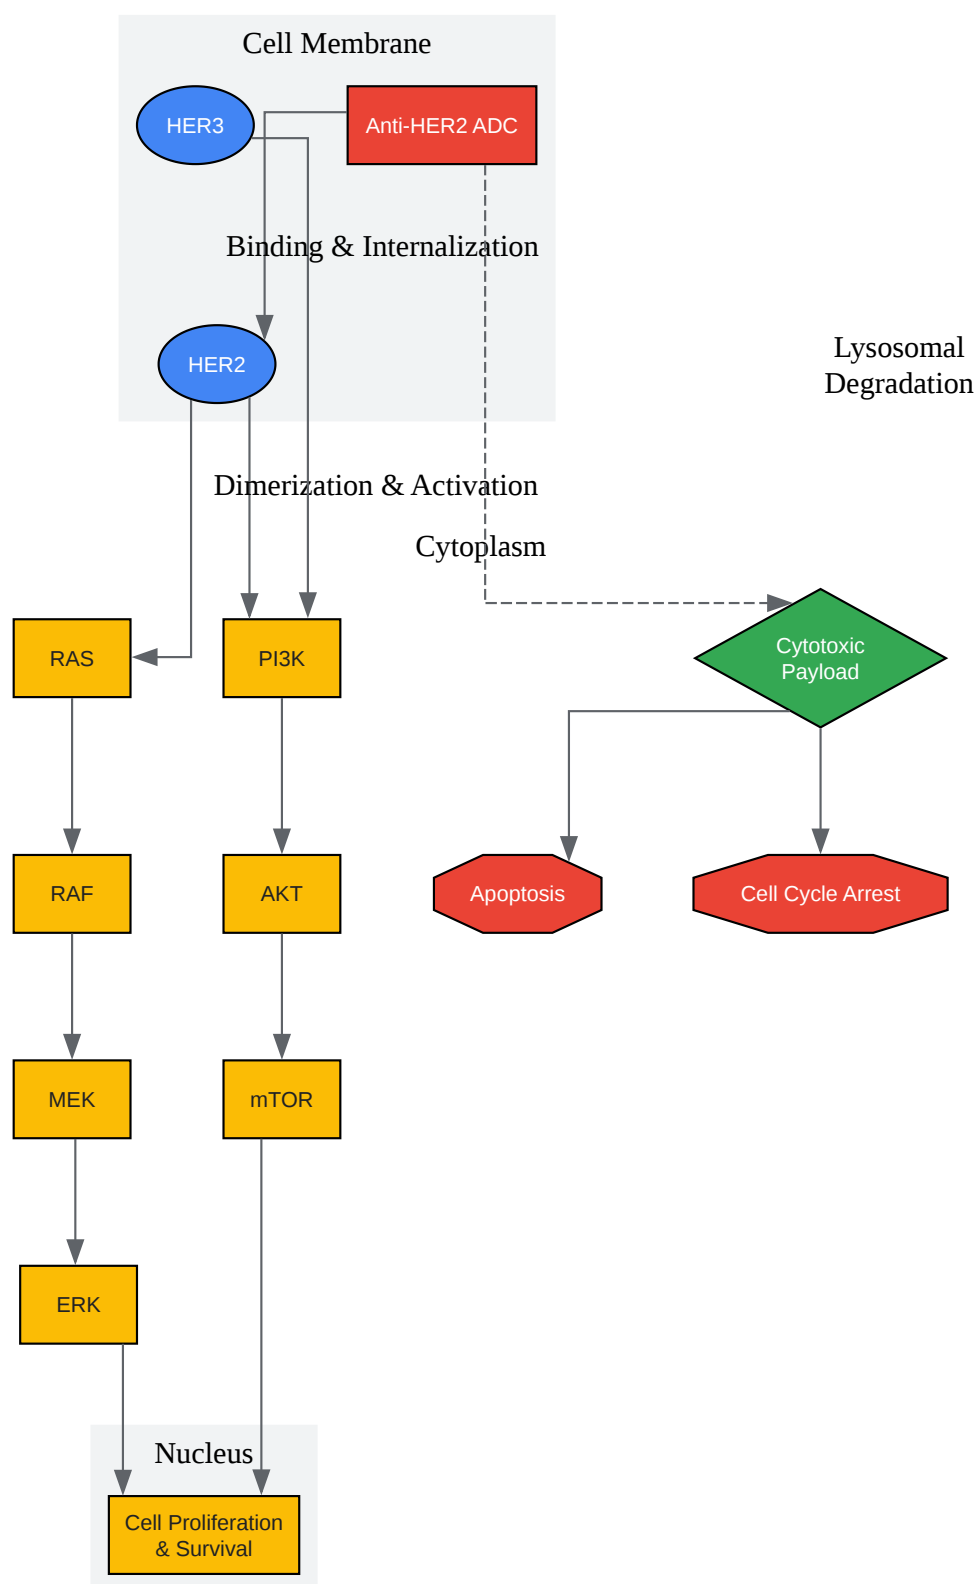 Cell Membrane
HER3
Anti-HER2 ADC
Binding & Internalization
Lysosomal
Degradation
HER2
Dimerization & Activation
Cytoplasm
Cytotoxic
Payload
RAS
PI3K
RAF
AKT
Apoptosis
Cell Cycle Arrest
MEK
mTOR
ERK
Nucleus
Cell Proliferation
& Survival